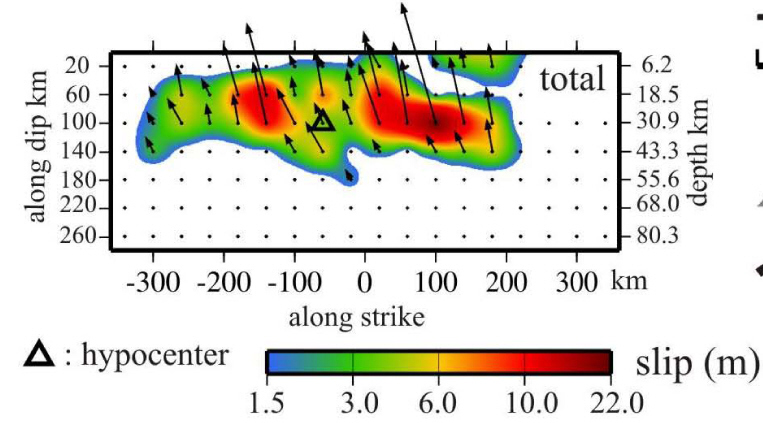 total
along dip km
20
60
100
140
180
220
260
6.2
18.5
30.9
43.3
55.6
68.0
80.3
depth km
-300 -200 -100 0 100 200 300 km
along strike
: hypocenter
slip (m)
1.5 3.0 6.0 10.0 22.0